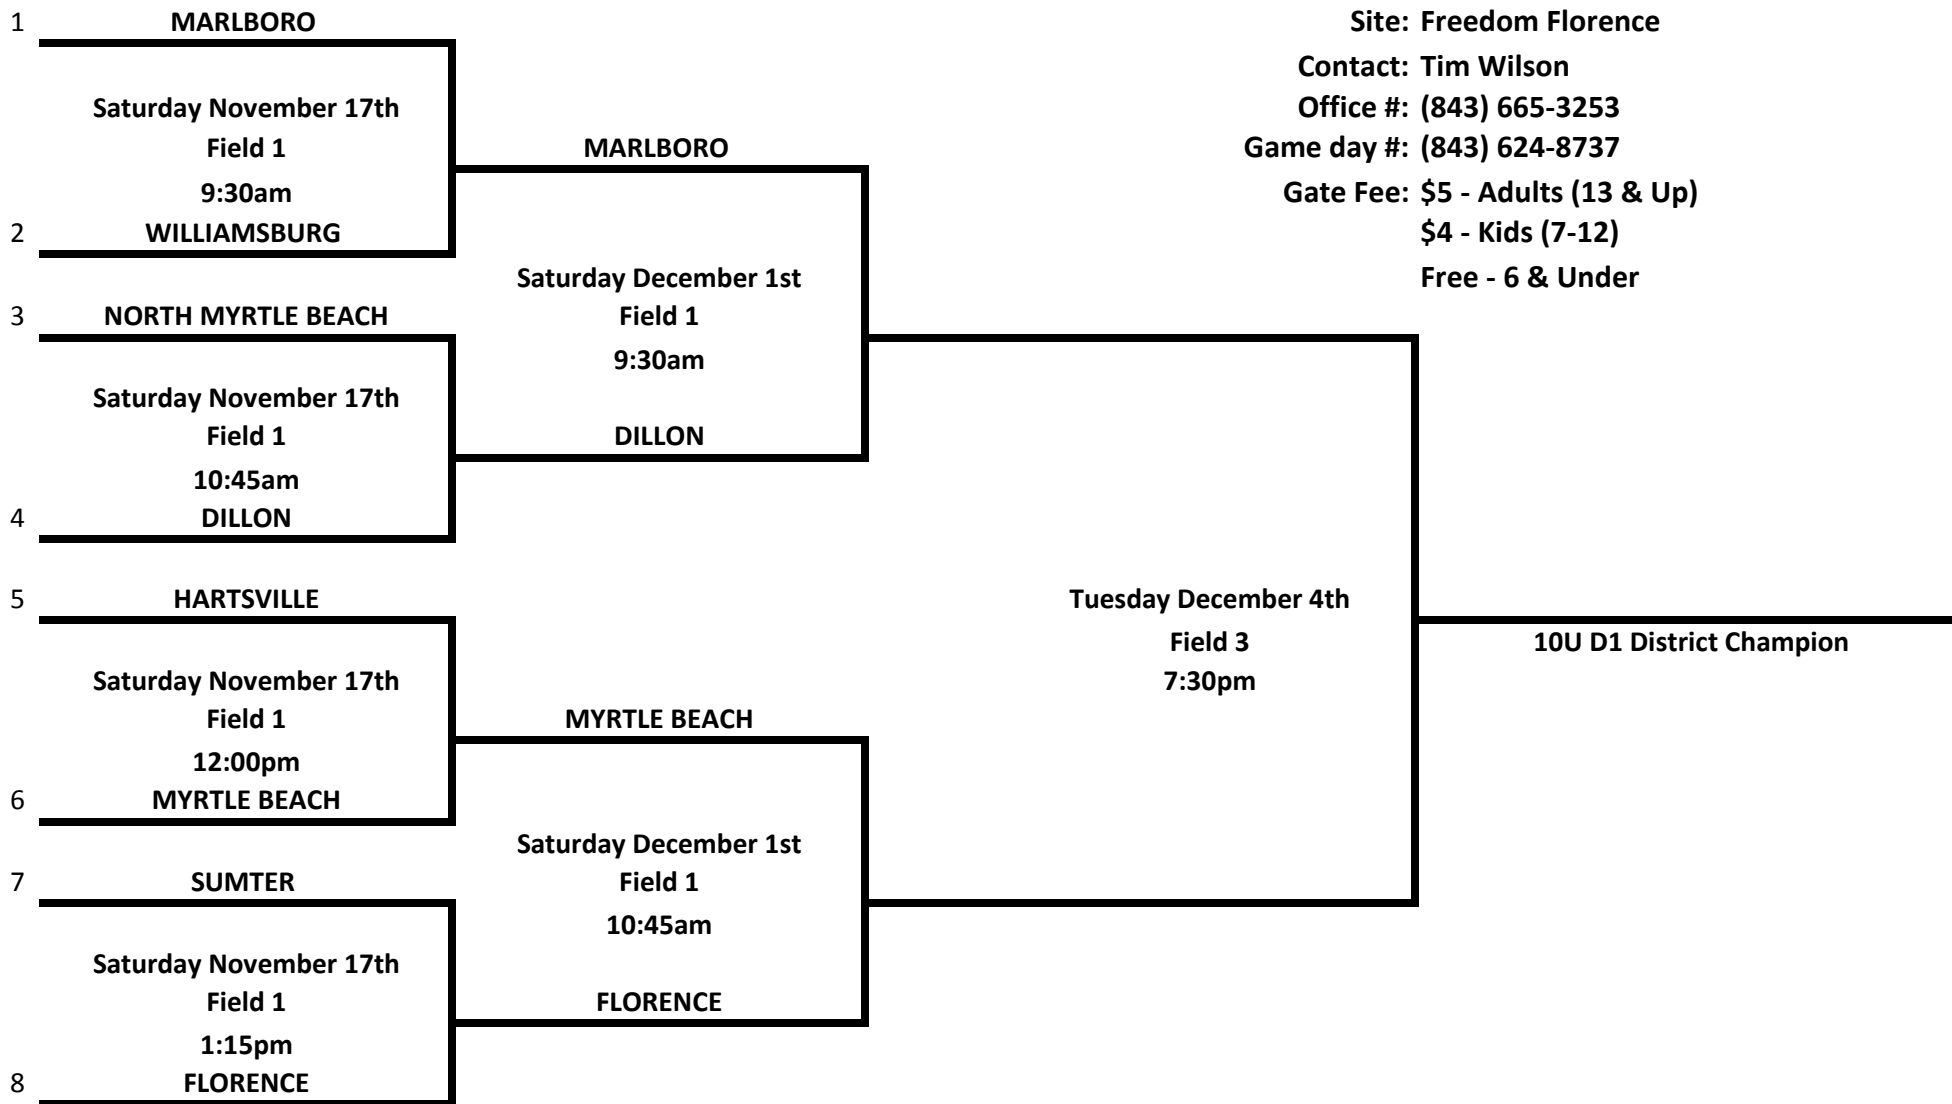 1 MARLBORO
Saturday November 17th
Field 1
9:30am
2 WILLIAMSBURG
3 NORTH MYRTLE BEACH
Saturday November 17th
Field 1
10:45am
4 DILLON
5 HARTSVILLE
Saturday November 17th
Field 1
12:00pm
6 MYRTLE BEACH
7 SUMTER
Saturday November 17th
Field 1
1:15pm
8 FLORENCE
MARLBORO
Saturday December 1st
Field 1
9:30am
DILLON
MYRTLE BEACH
Saturday December 1st
Field 1
10:45am
FLORENCE
Tuesday December 4th
Field 3
7:30pm
10U D1 District Champion
Site: Freedom Florence
Contact: Tim Wilson
Office #: (843) 665-3253
Game day #: (843) 624-8737
Gate Fee: $5 - Adults (13 & Up)
$4 - Kids (7-12)
Free - 6 & Under